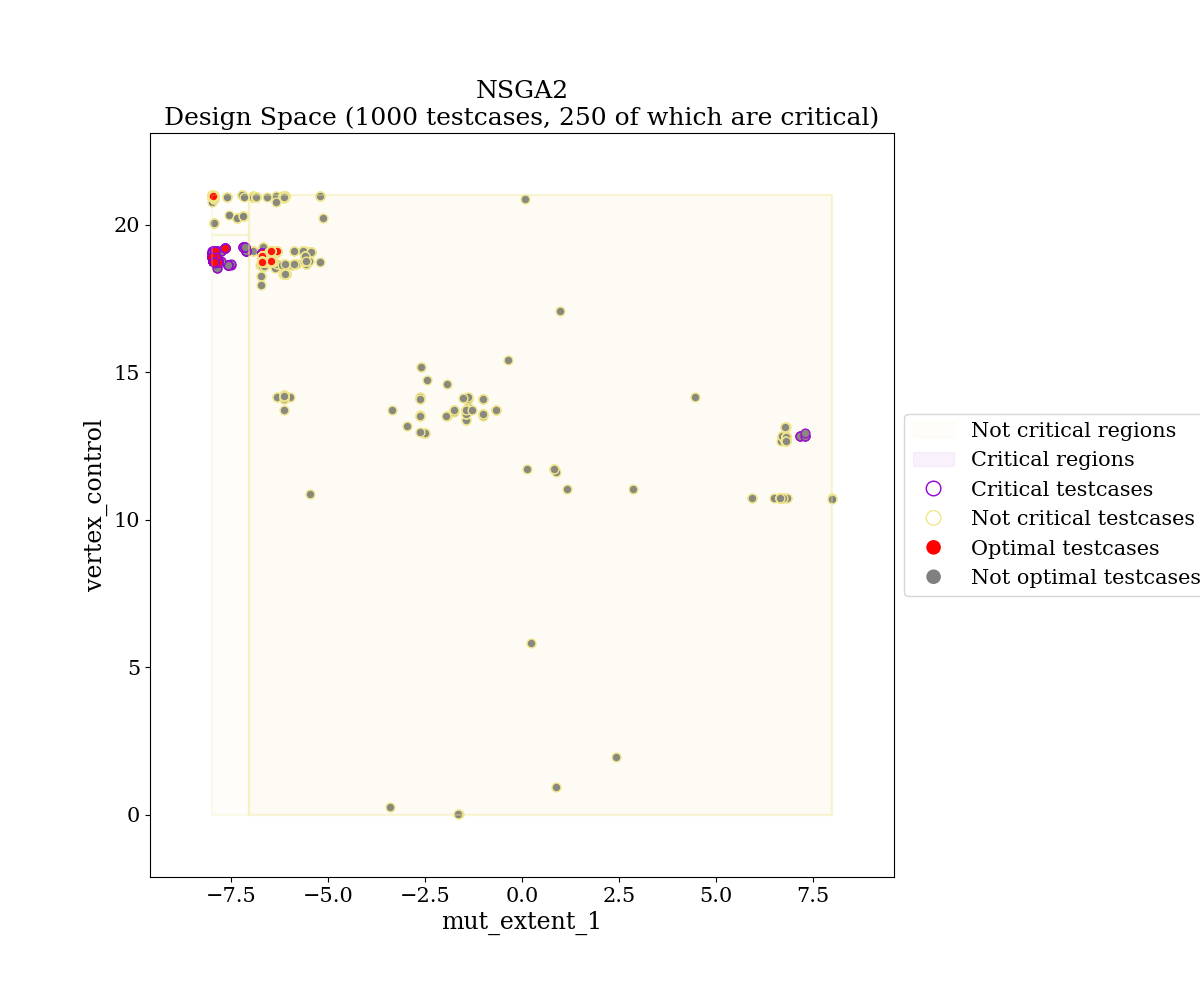 NSGA2
Design Space (1000 testcases, 250 of which are critical)
20
15
10
5
0
vertex_control
−7.5
−5.0
−2.5
0.0
2.5
5.0
7.5
mut_extent_1
Not critical regions
Critical regions
Critical testcases
Not critical testcases
Optimal testcases
Not optimal testcases